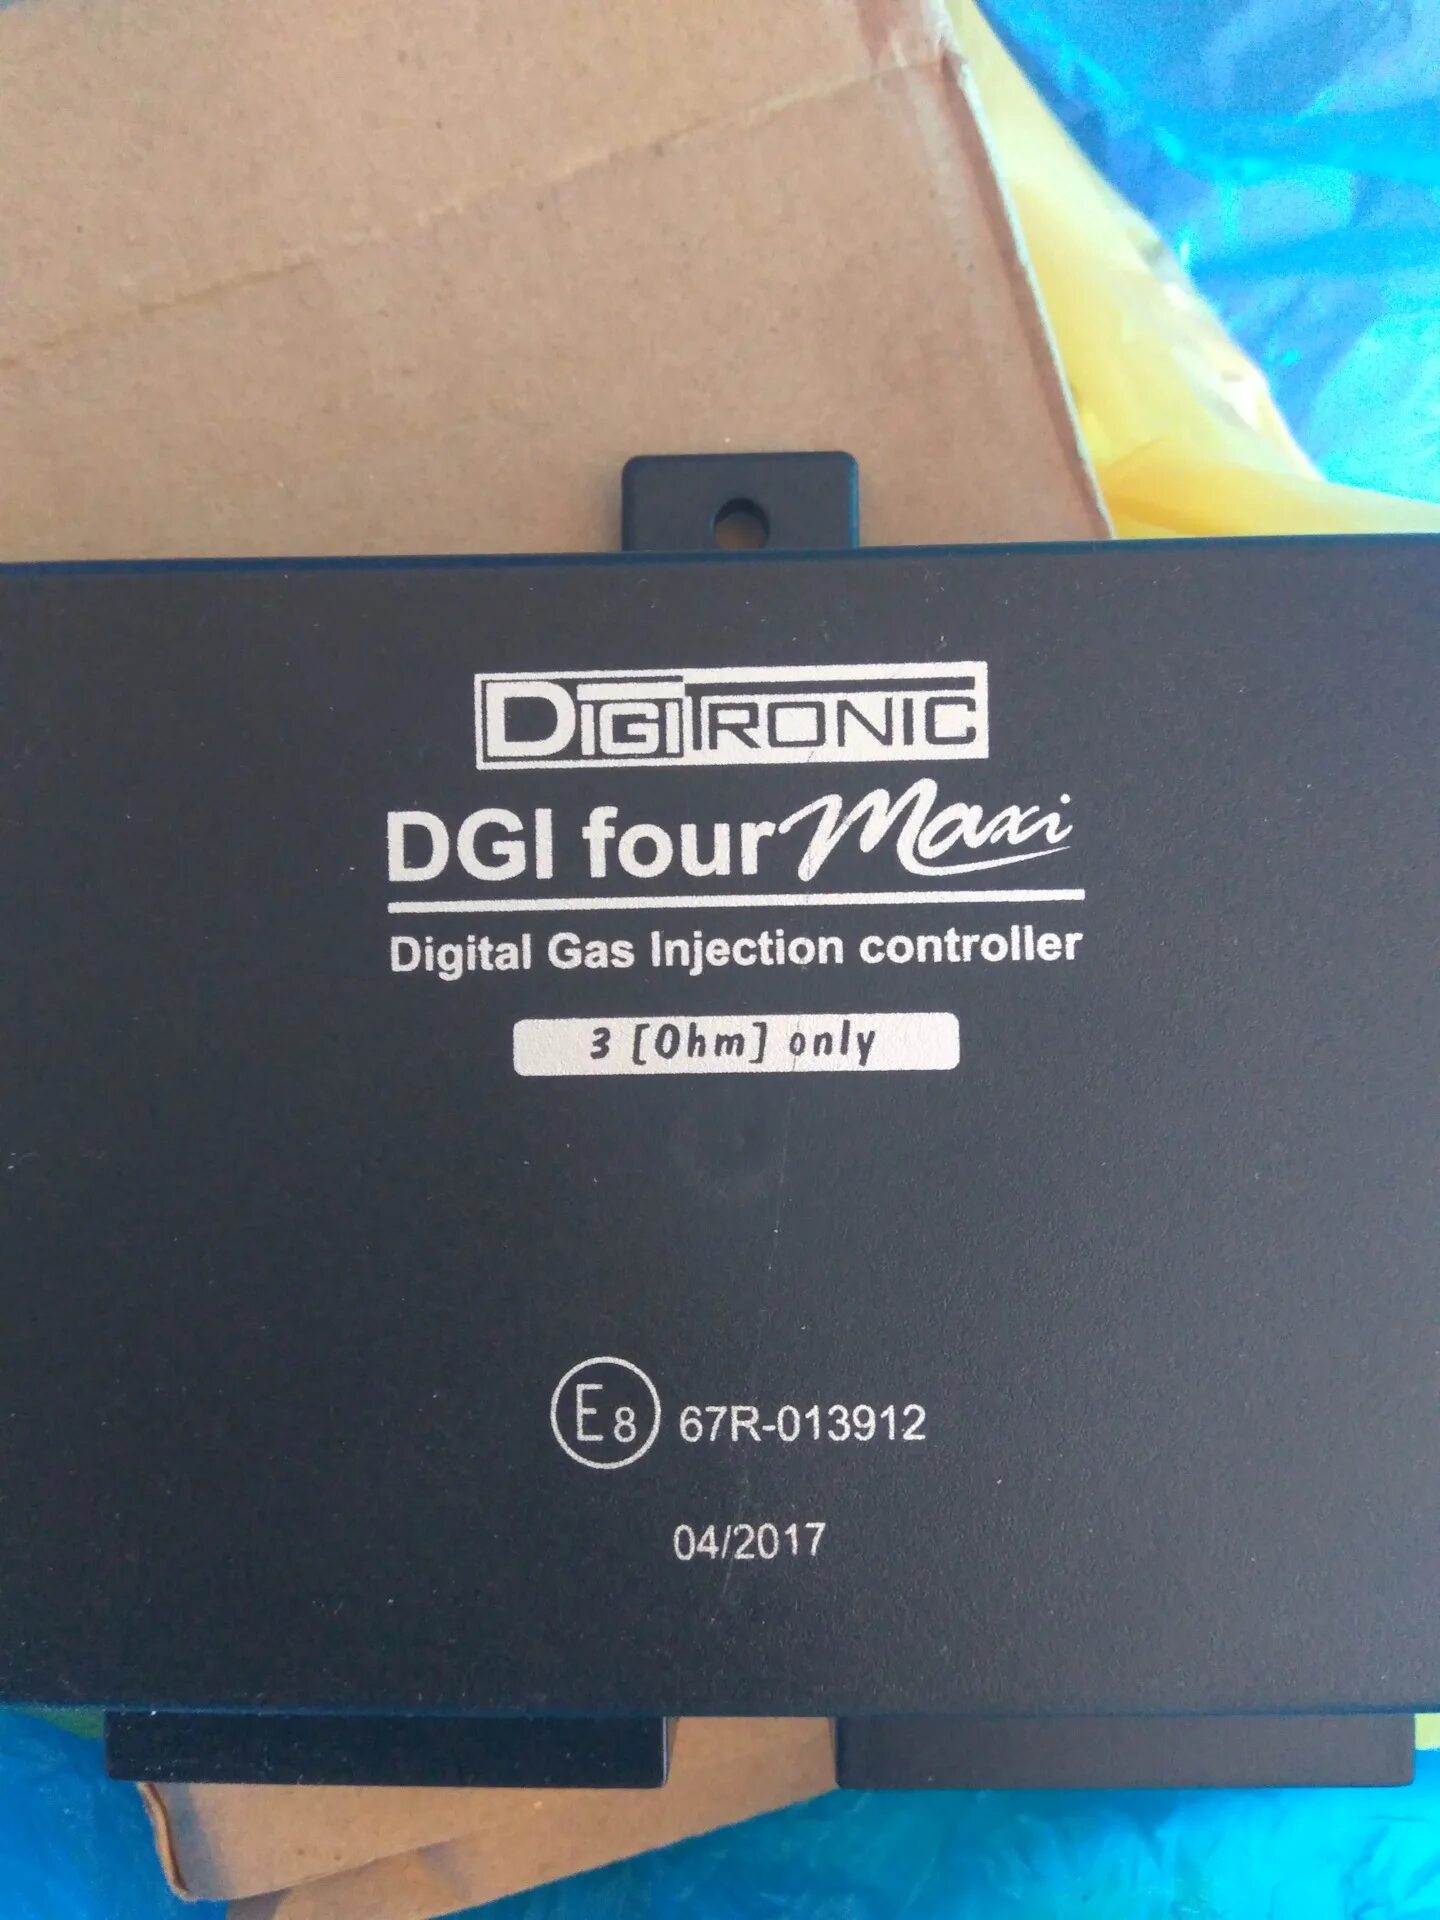 DIGITRONIC
DGI four Maxi
Digital Gas Injection controller
3 [Ohm] only
E8 67R-013912
04/2017